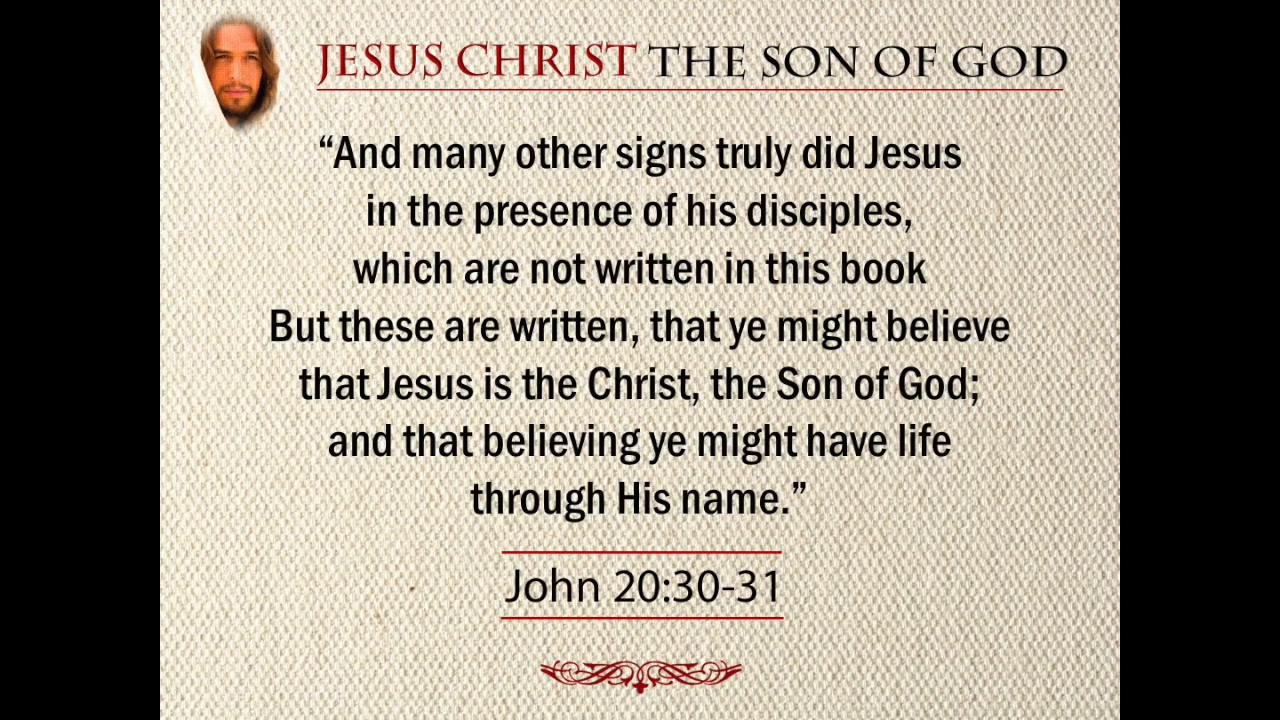 JESUS CHRIST THE SON OF GOD
“And many other signs truly did Jesus
in the presence of his disciples,
which are not written in this book
But these are written, that ye might believe
that Jesus is the Christ, the Son of God;
and that believing ye might have life
through His name.”
John 20:30-31